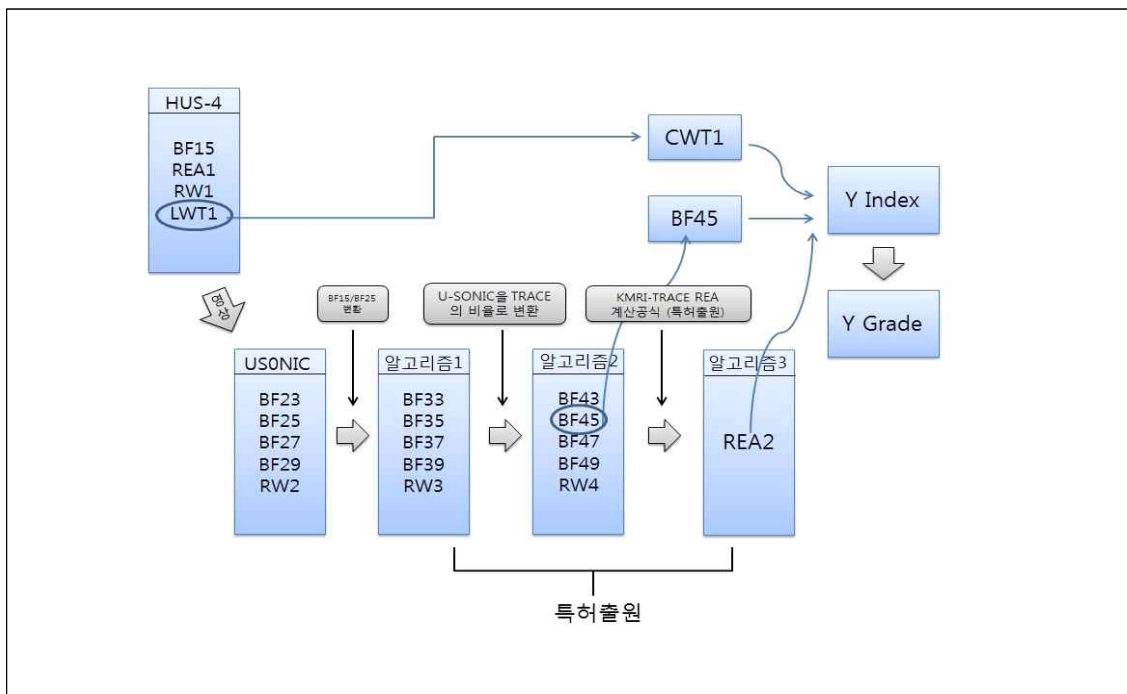 HUS-4
BF15
REA1
RW1
LWT1
CWT1
BF45
Y Index
Y Grade
영상
BF15/BF25
변환
U-SONIC을 TRACE
의 비율로 변환
KMRI-TRACE REA
계산공식 (특허출원)
US0NIC
BF23
BF25
BF27
BF29
RW2
알고리즘1
BF33
BF35
BF37
BF39
RW3
알고리즘2
BF43
BF45
BF47
BF49
RW4
알고리즘3
REA2
특허출원